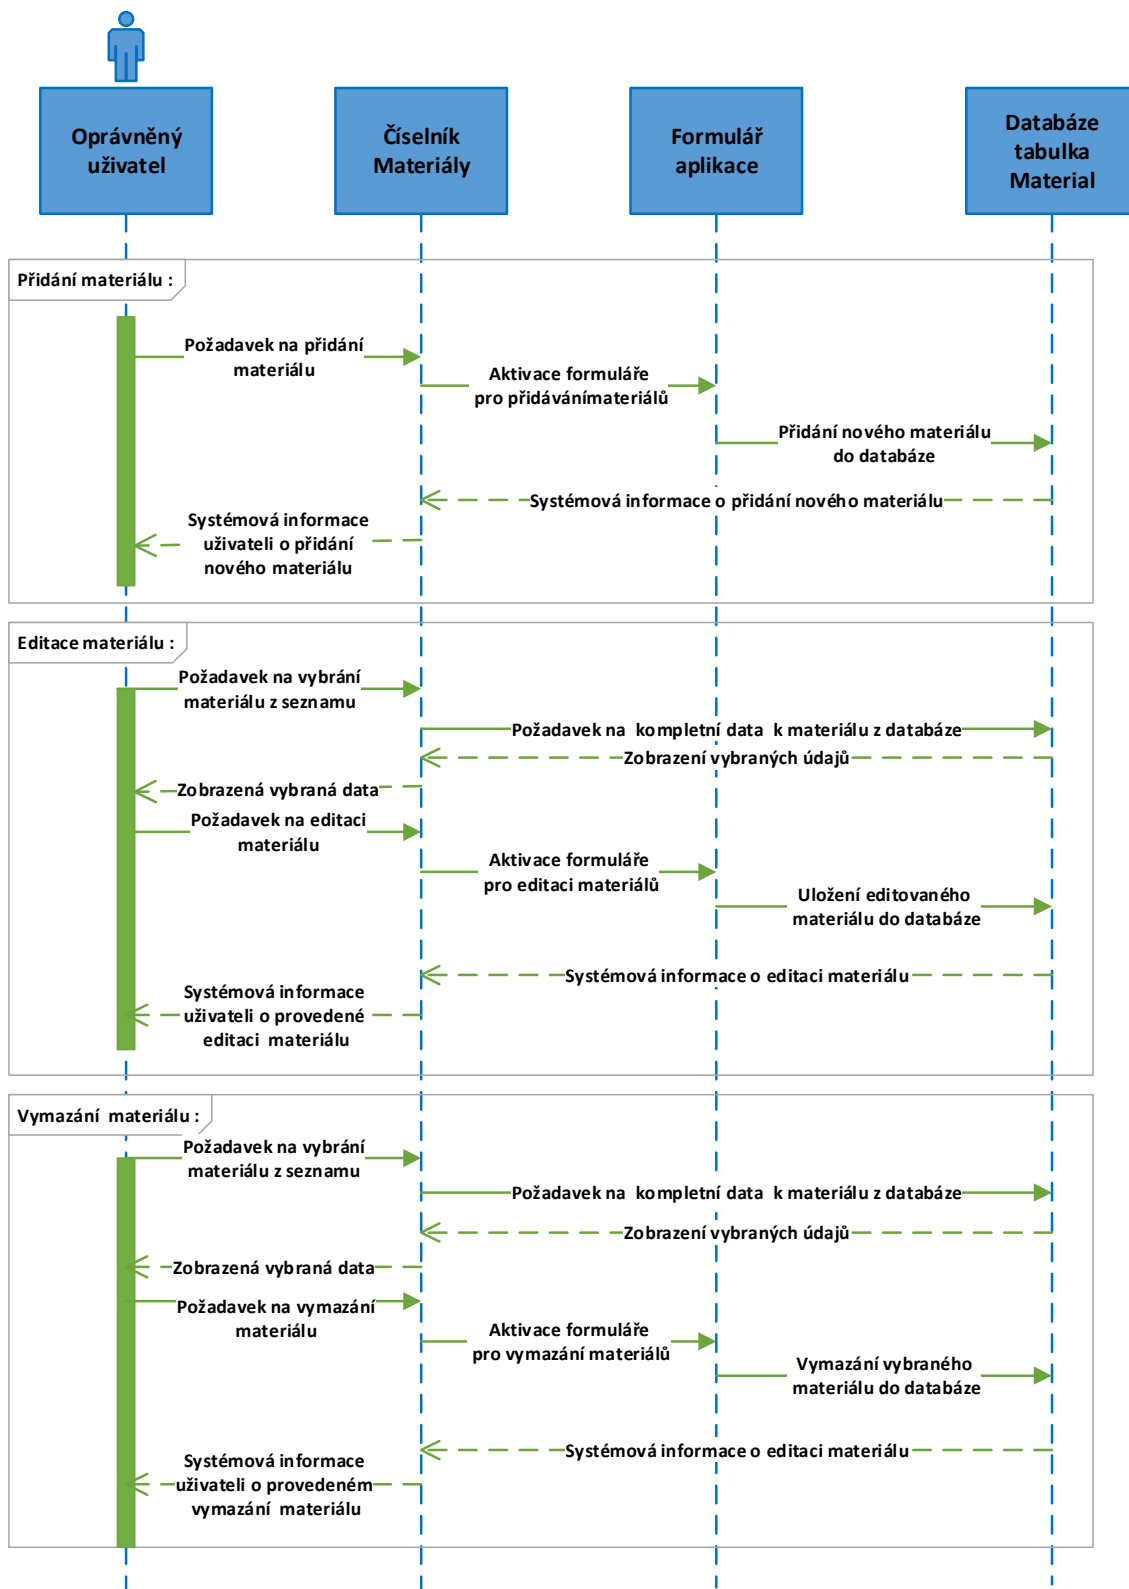 Oprávněný
uživatel
Číselník
Materiály
Formulář
aplikace
Databáze
tabulka
Material
Přidání materiálu :
Požadavek na přidání
materiálu
Aktivace formuláře
pro přidávánímateriálů
Přidání nového materiálu
do databáze
Systémová informace o přidání nového materiálu
Systémová informace
uživateli o přidání
nového materiálu
Editace materiálu :
Požadavek na vybrání
materiálu z seznamu
Požadavek na kompletní data k materiálu z databáze
Zobrazení vybraných údajů
Zobrazená vybraná data
Požadavek na editaci
materiálu
Aktivace formuláře
pro editaci materiálů
Uložení editovaného
materiálu do databáze
Systémová informace o editaci materiálu
Systémová informace
uživateli o provedené
editaci materiálu
Vymazání materiálu :
Požadavek na vybrání
materiálu z seznamu
Požadavek na kompletní data k materiálu z databáze
Zobrazení vybraných údajů
Zobrazená vybraná data
Požadavek na vymazání
materiálu
Aktivace formuláře
pro vymazání materiálů
Vymazání vybraného
materiálu do databáze
Systémová informace o editaci materiálu
Systémová informace
uživateli o provedeném
vymazání materiálu